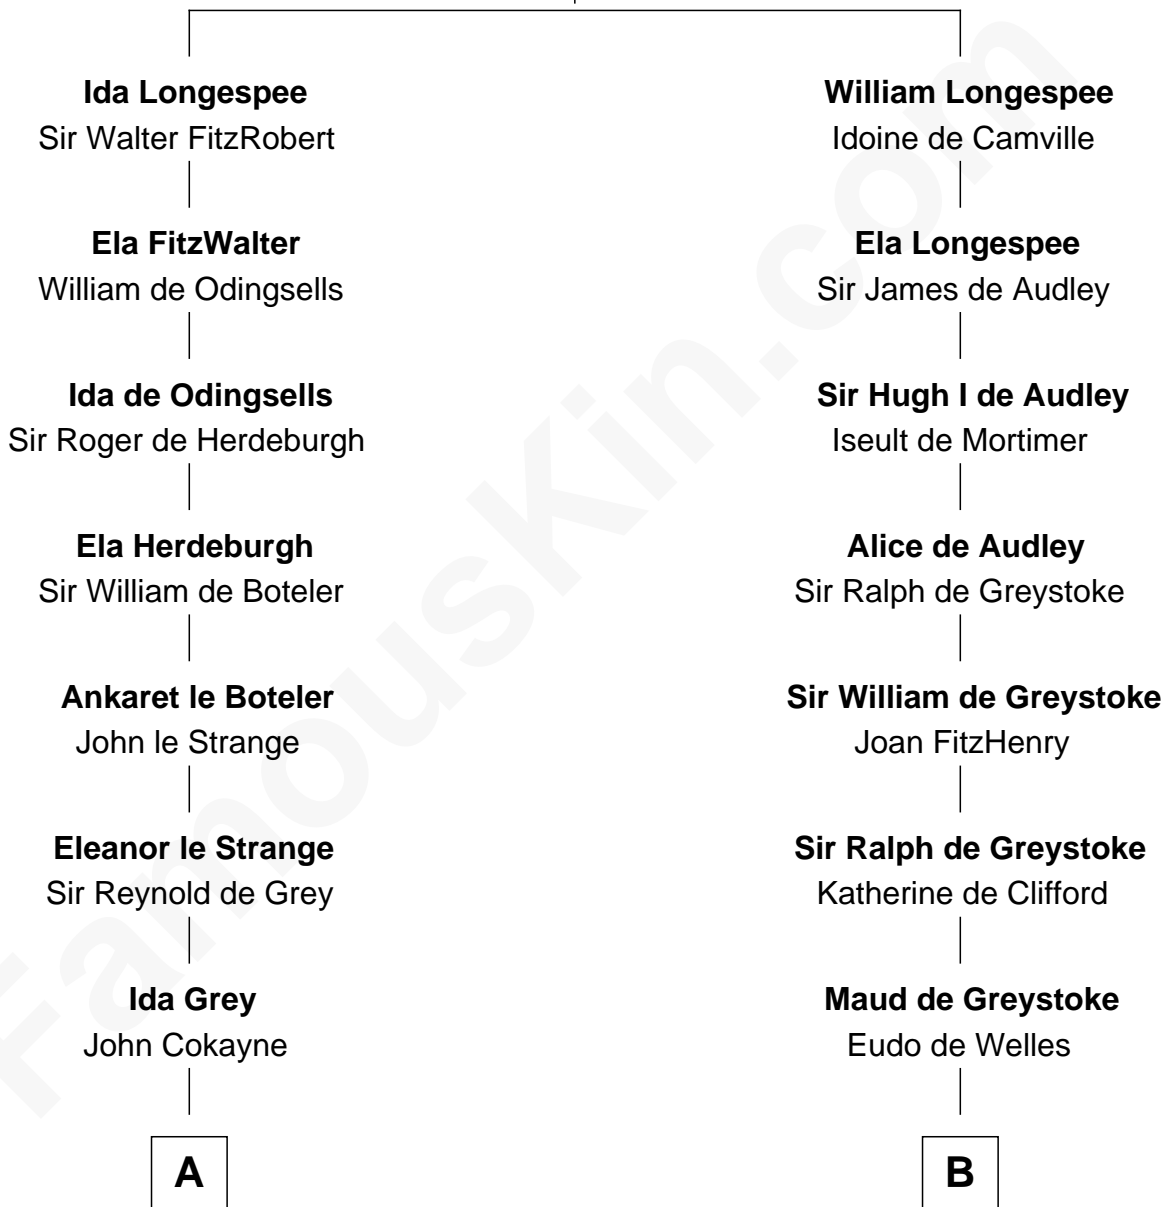 Ida Longespee
Sir Walter FitzRobert
Ela FitzWalter
William de Odingsells
Ida de Odingsells
Sir Roger de Herdeburgh
Ela Herdeburgh
Sir William de Boteler
Ankaret le Boteler
John le Strange
Eleanor le Strange
Sir Reynold de Grey
Ida Grey
John Cokayne
A
William Longespee
Idoine de Camville
Ela Longespee
Sir James de Audley
Sir Hugh I de Audley
Iseult de Mortimer
Alice de Audley
Sir Ralph de Greystoke
Sir William de Greystoke
Joan FitzHenry
Sir Ralph de Greystoke
Katherine de Clifford
Maud de Greystoke
Eudo de Welles
B
FamousKin.com